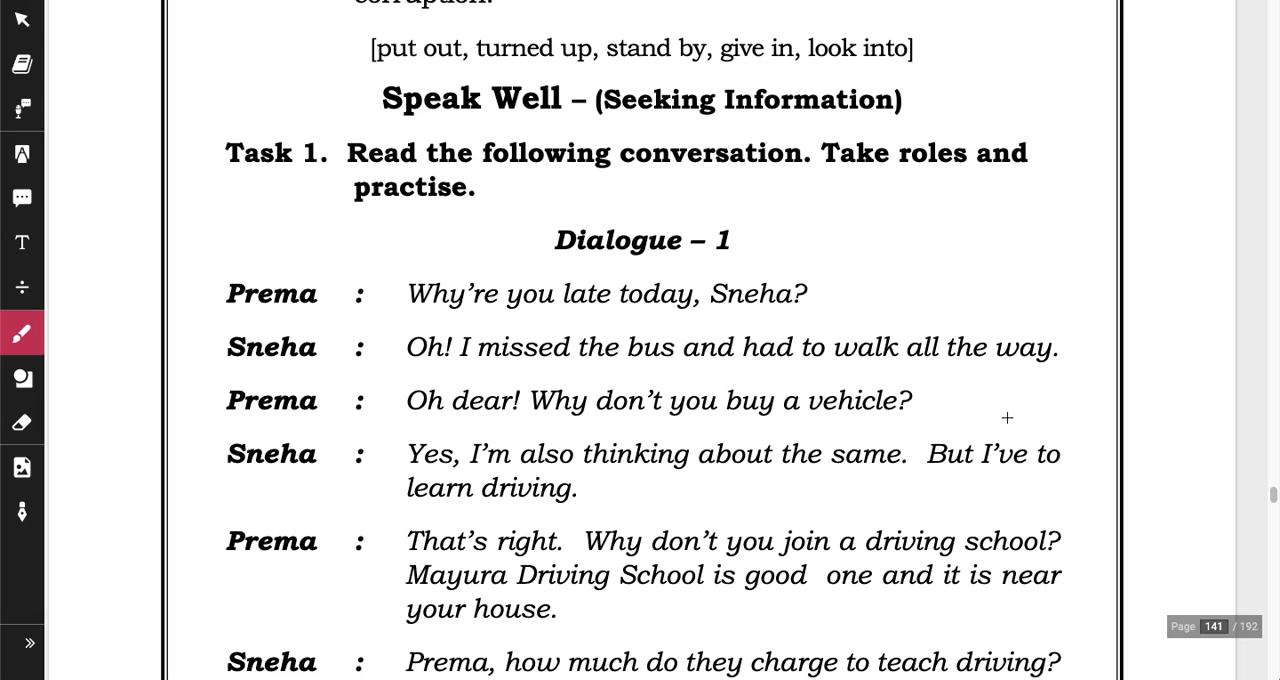 corruption.
[put out, turned up, stand by, give in, look into]
Speak Well – (Seeking Information)
Task 1. Read the following conversation. Take roles and
practise.
Dialogue – 1
Prema : Why’re you late today, Sneha?
Sneha : Oh! I missed the bus and had to walk all the way.
Prema : Oh dear! Why don’t you buy a vehicle?
Sneha : Yes, I’m also thinking about the same. But I’ve to
learn driving.
Prema : That’s right. Why don’t you join a driving school?
Mayura Driving School is good one and it is near
your house.
Page 141 / 192
Sneha : Prema, how much do they charge to teach driving?